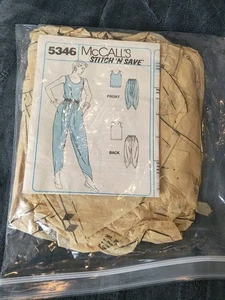 5346 McCALL'S
STITCH 'N SAVE
FRONT
BACK